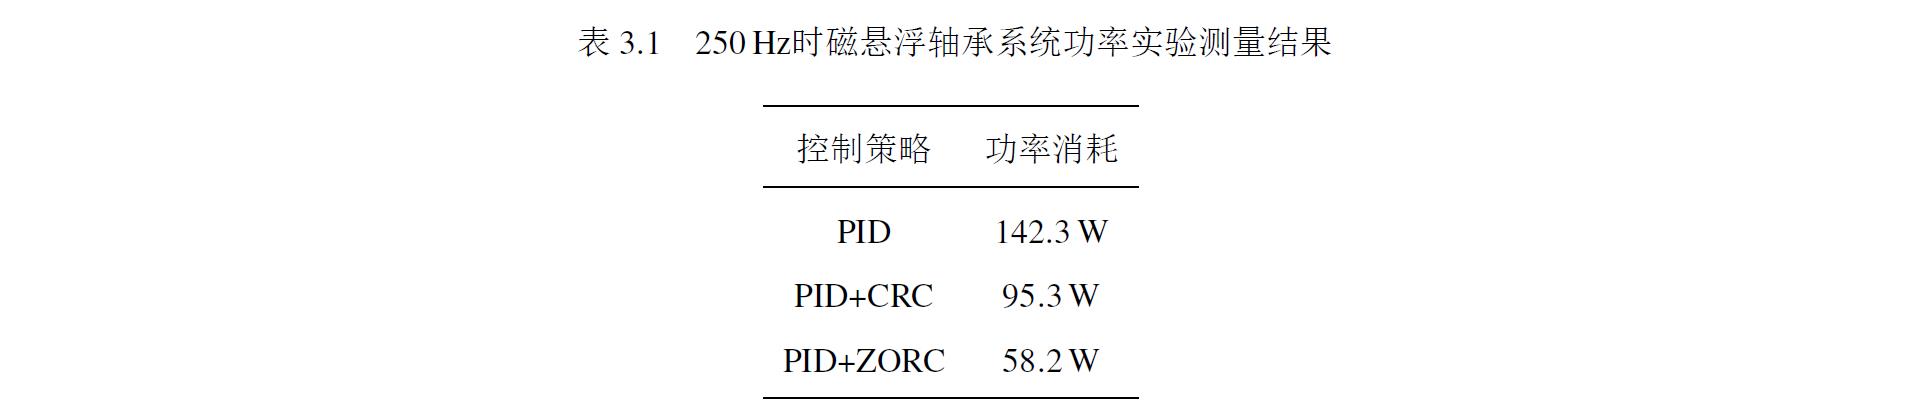 表 3.1 250 Hz时磁悬浮轴承系统功率实验测量结果
控制策略 功率消耗
PID 142.3 W
PID+CRC 95.3 W
PID+ZORC 58.2 W